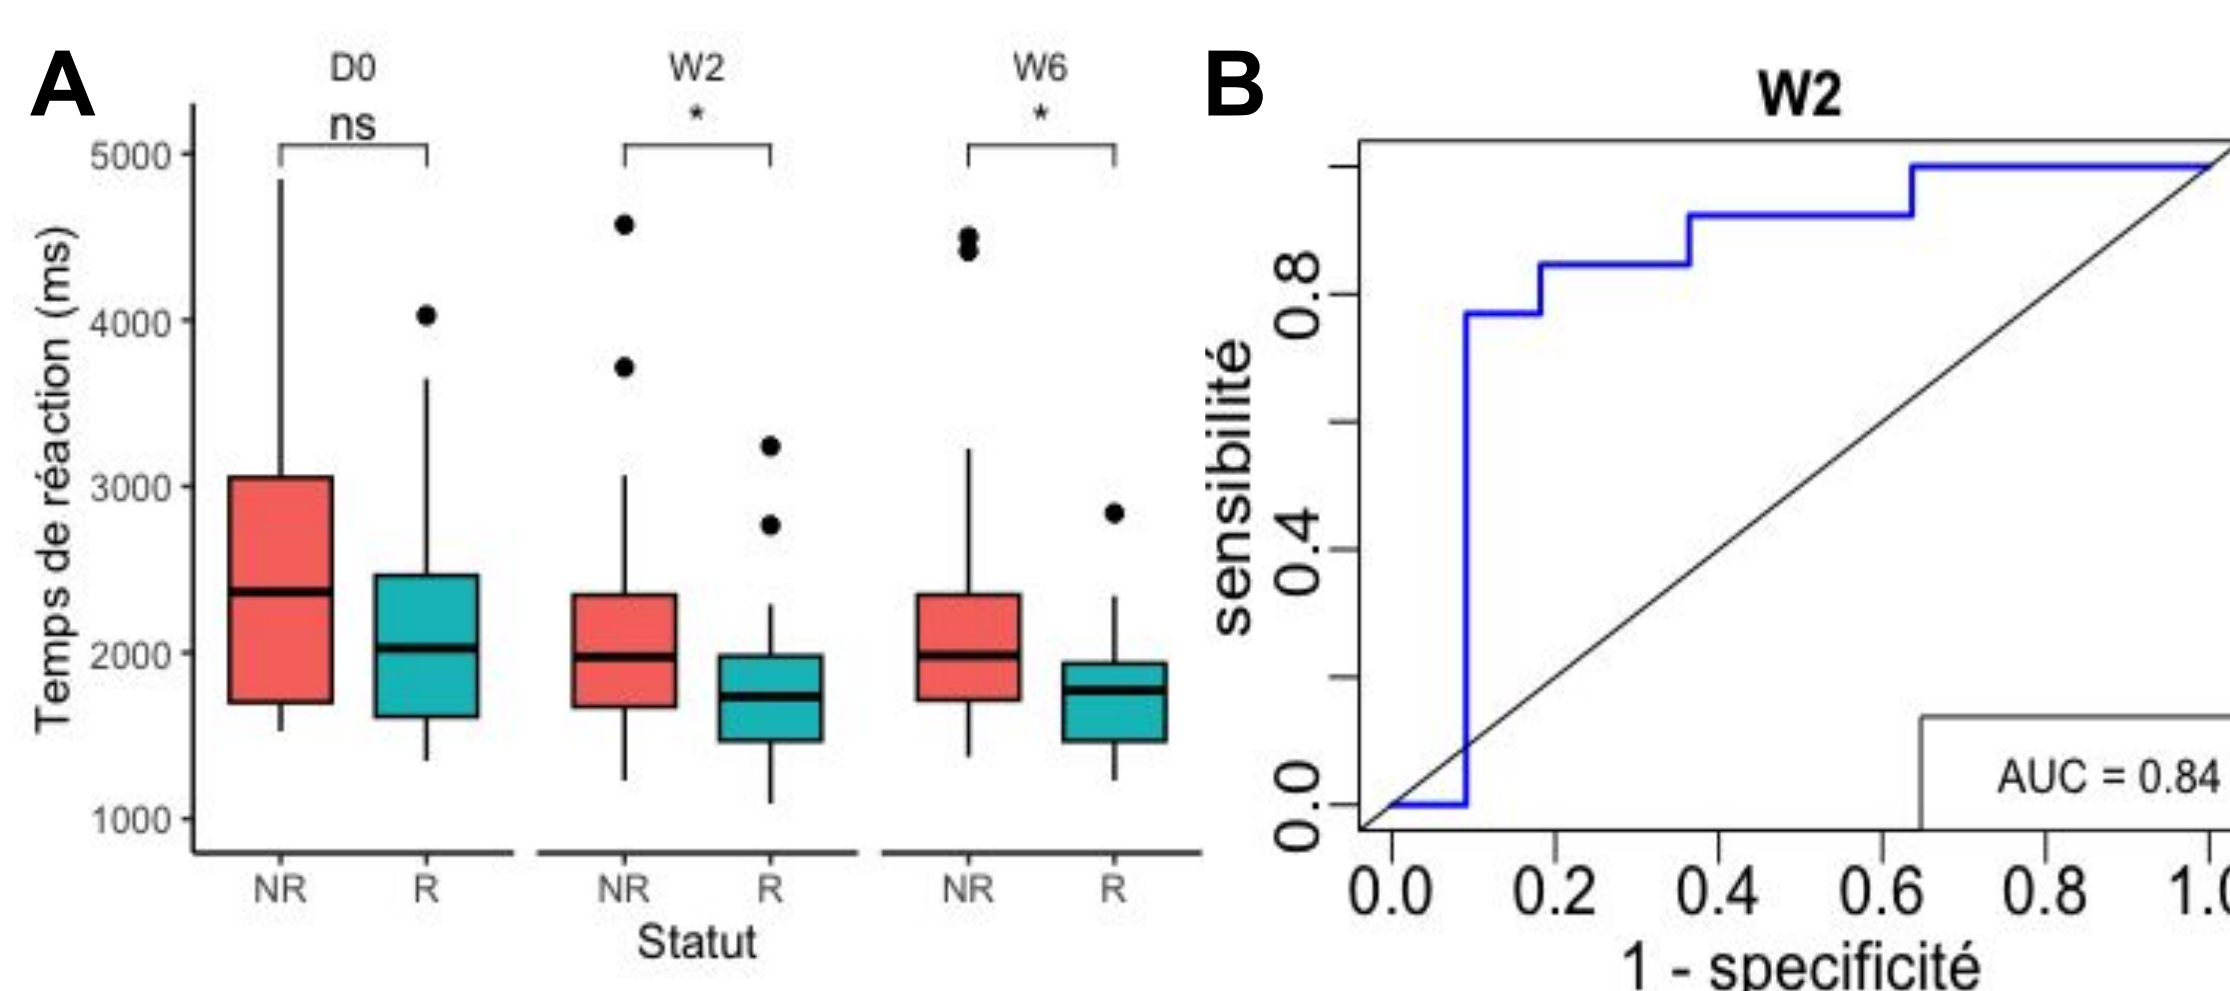 A
D0
W2
W6
ns
*
*
Temps de réaction (ms)
5000
4000
3000
2000
1000
NR
R
NR
R
NR
R
Statut
B
W2
sensibilité
0.8
0.4
0.0
AUC = 0.84
0.0
0.2
0.4
0.6
0.8
1.0
1 - specificité